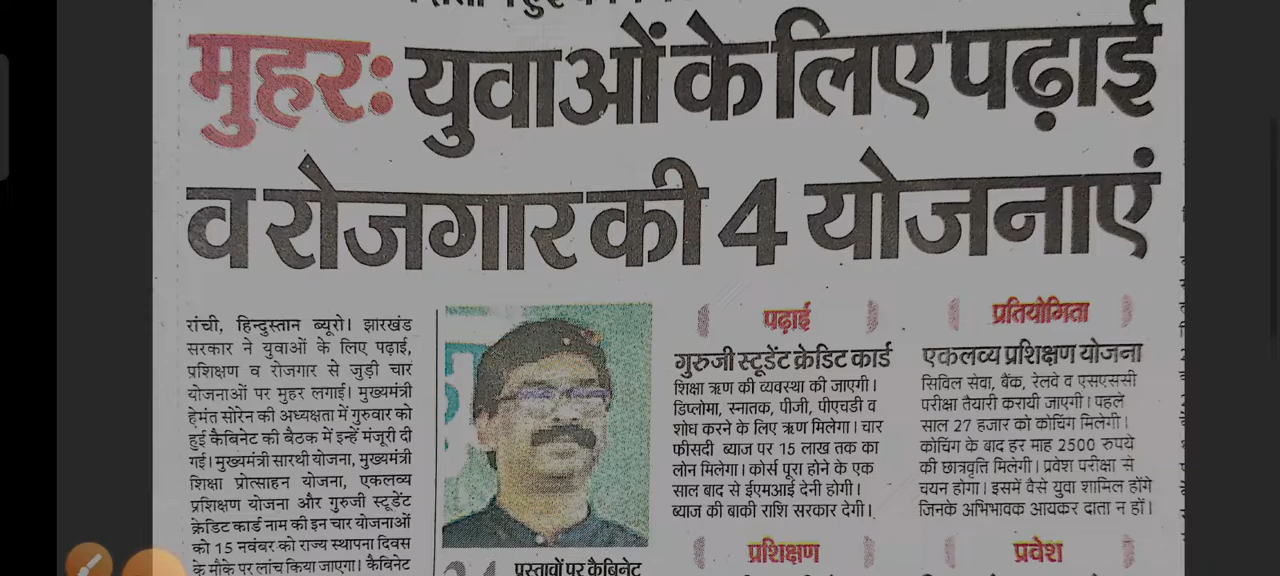 मुहर: युवाओं के लिए पढ़ाई
व रोजगार की 4 योजनाएं
रांची, हिन्दुस्तान ब्यूरो। झारखंड
सरकार ने युवाओं के लिए पढ़ाई,
प्रशिक्षण व रोजगार से जुड़ी चार
योजनाओं पर मुहर लगाई। मुख्यमंत्री
हेमंत सोरेन की अध्यक्षता में गुरुवार को
हुई कैबिनेट की बैठक में इन्हें मंजूरी दी
गई। मुख्यमंत्री सारथी योजना, मुख्यमंत्री
शिक्षा प्रोत्साहन योजना, एकलव्य
प्रशिक्षण योजना और गुरुजी स्टूडेंट
क्रेडिट कार्ड नाम की इन चार योजनाओं
को 15 नवंबर को राज्य स्थापना दिवस
के मौके पर लांच किया जाएगा। कैबिनेट
प्रस्तावों पर कैबिनेट
पढ़ाई
गुरुजी स्टूडेंट क्रेडिट कार्ड
शिक्षा ऋण की व्यवस्था की जाएगी।
डिप्लोमा, स्नातक, पीजी, पीएचडी व
शोध करने के लिए ऋण मिलेगा। चार
फीसदी ब्याज पर 15 लाख तक का
लोन मिलेगा। कोर्स पूरा होने के एक
साल बाद से ईएमआई देनी होगी।
ब्याज की बाकी राशि सरकार देगी।
प्रशिक्षण
प्रतियोगिता
एकलव्य प्रशिक्षण योजना
सिविल सेवा, बैंक, रेलवे व एसएससी
परीक्षा तैयारी करायी जाएगी। पहले
साल 27 हजार को कोचिंग मिलेगी।
कोचिंग के बाद हर माह 2500 रुपये
की छात्रवृत्ति मिलेगी। प्रवेश परीक्षा से
चयन होगा। इसमें वैसे युवा शामिल होंगे
जिनके अभिभावक आयकर दाता न हों।
प्रवेश